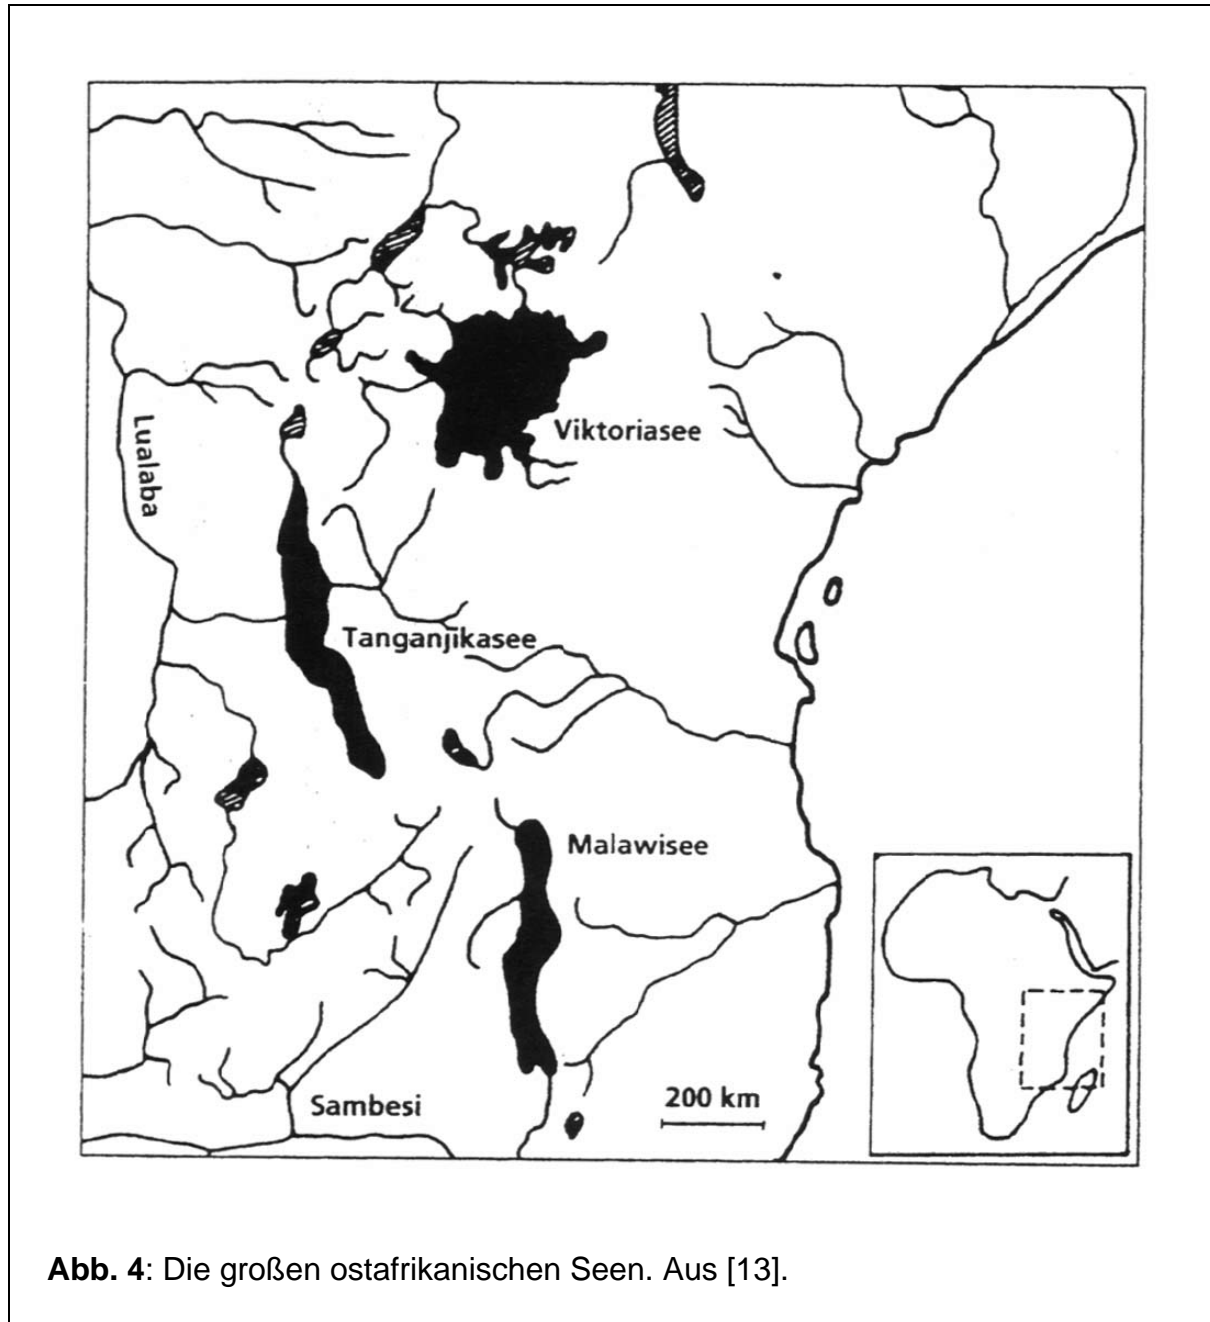 Lualaba
Viktoriasee
Tanganjikasee
Malawisee
Sambesi
200 km
Abb. 4: Die großen ostafrikanischen Seen. Aus [13].